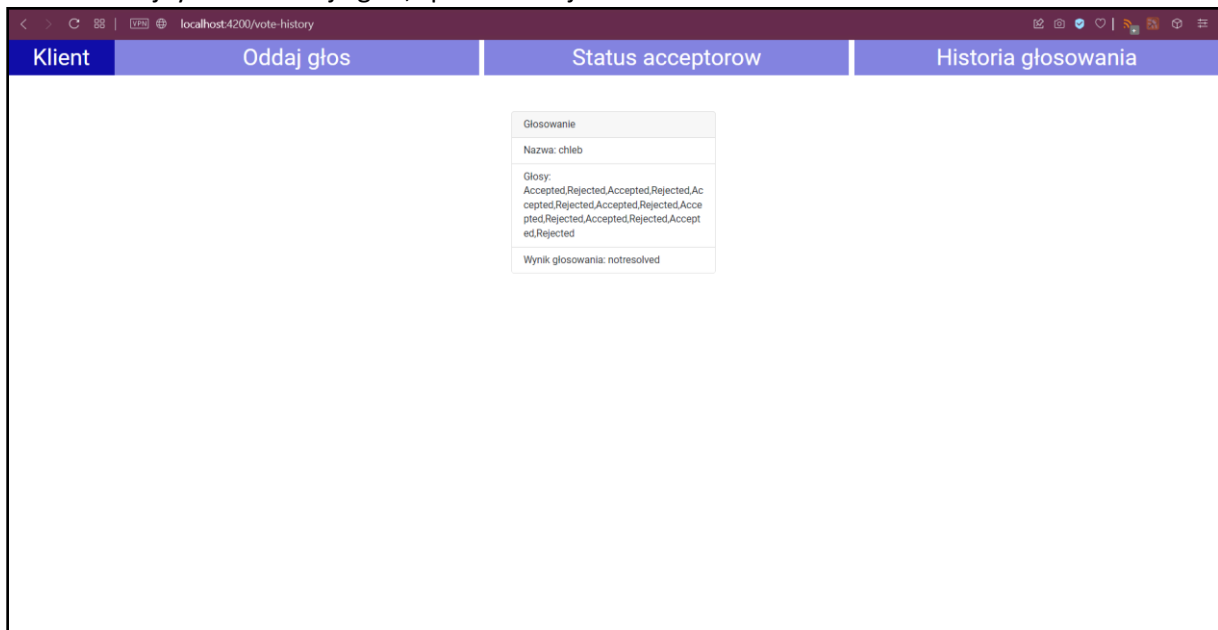 VPN localhost:4200/vote-history
Klient Oddaj głos Status acceptorow Historia głosowania
Głosowanie
Nazwa: chleb
Głosy:
Accepted,Rejected,Accepted,Rejected,Ac
cepted,Rejected,Accepted,Rejected,Acce
pted,Rejected,Accepted,Rejected,Accept
ed,Rejected
Wynik głosowania: notresolved